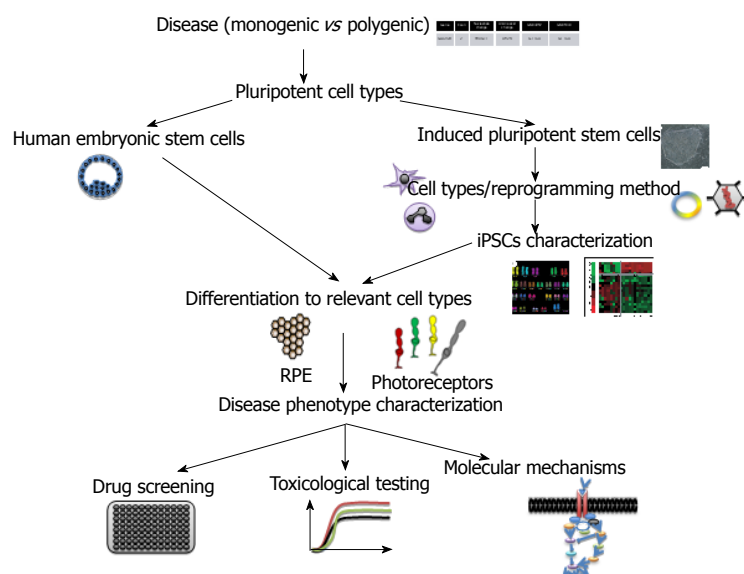 Disease (monogenic vs polygenic)
Pluripotent cell types
Human embryonic stem cells
Induced pluripotent stem cells
Cell types/reprogramming method
iPSCs characterization
Differentiation to relevant cell types
RPE
Photoreceptors
Disease phenotype characterization
Drug screening
Toxicological testing
Molecular mechanisms